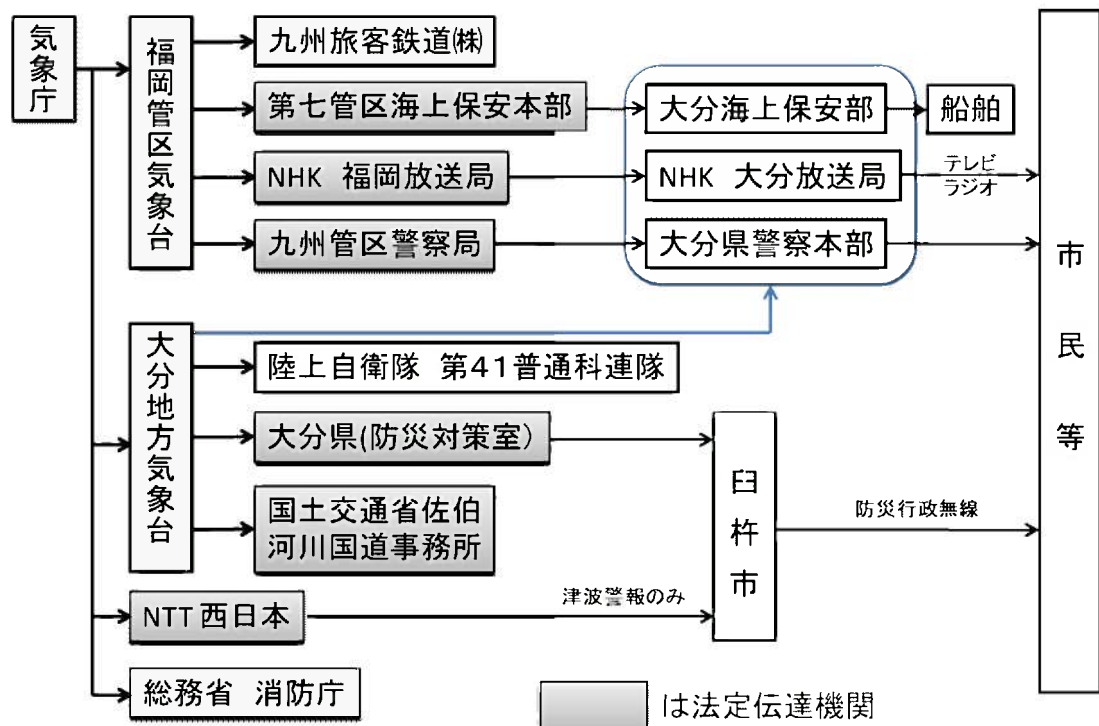 気象庁
福岡管区気象台
九州旅客鉄道㈱
第七管区海上保安本部
大分海上保安部
船舶
NHK 福岡放送局
NHK 大分放送局
テレビ
ラジオ
九州管区警察局
大分県警察本部
市民等
大分地方気象台
陸上自衛隊 第41普通科連隊
大分県(防災対策室)
国土交通省佐伯
河川国道事務所
臼杵市
防災行政無線
NTT 西日本
津波警報のみ
総務省 消防庁
は法定伝達機関